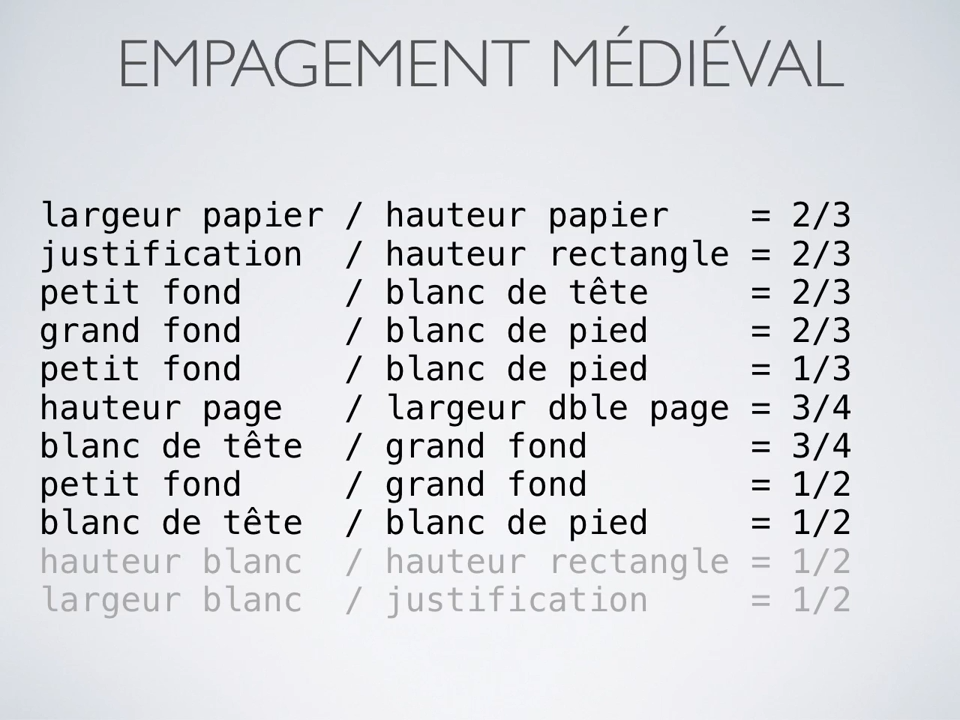 EMPAGEMENT MÉDIÉVAL
largeur papier / hauteur papier = 2/3
justification / hauteur rectangle = 2/3
petit fond / blanc de tête = 2/3
grand fond / blanc de pied = 2/3
petit fond / blanc de pied = 1/3
hauteur page / largeur dble page = 3/4
blanc de tête / grand fond = 3/4
petit fond / grand fond = 1/2
blanc de tête / blanc de pied = 1/2
hauteur blanc / hauteur rectangle = 1/2
largeur blanc / justification = 1/2